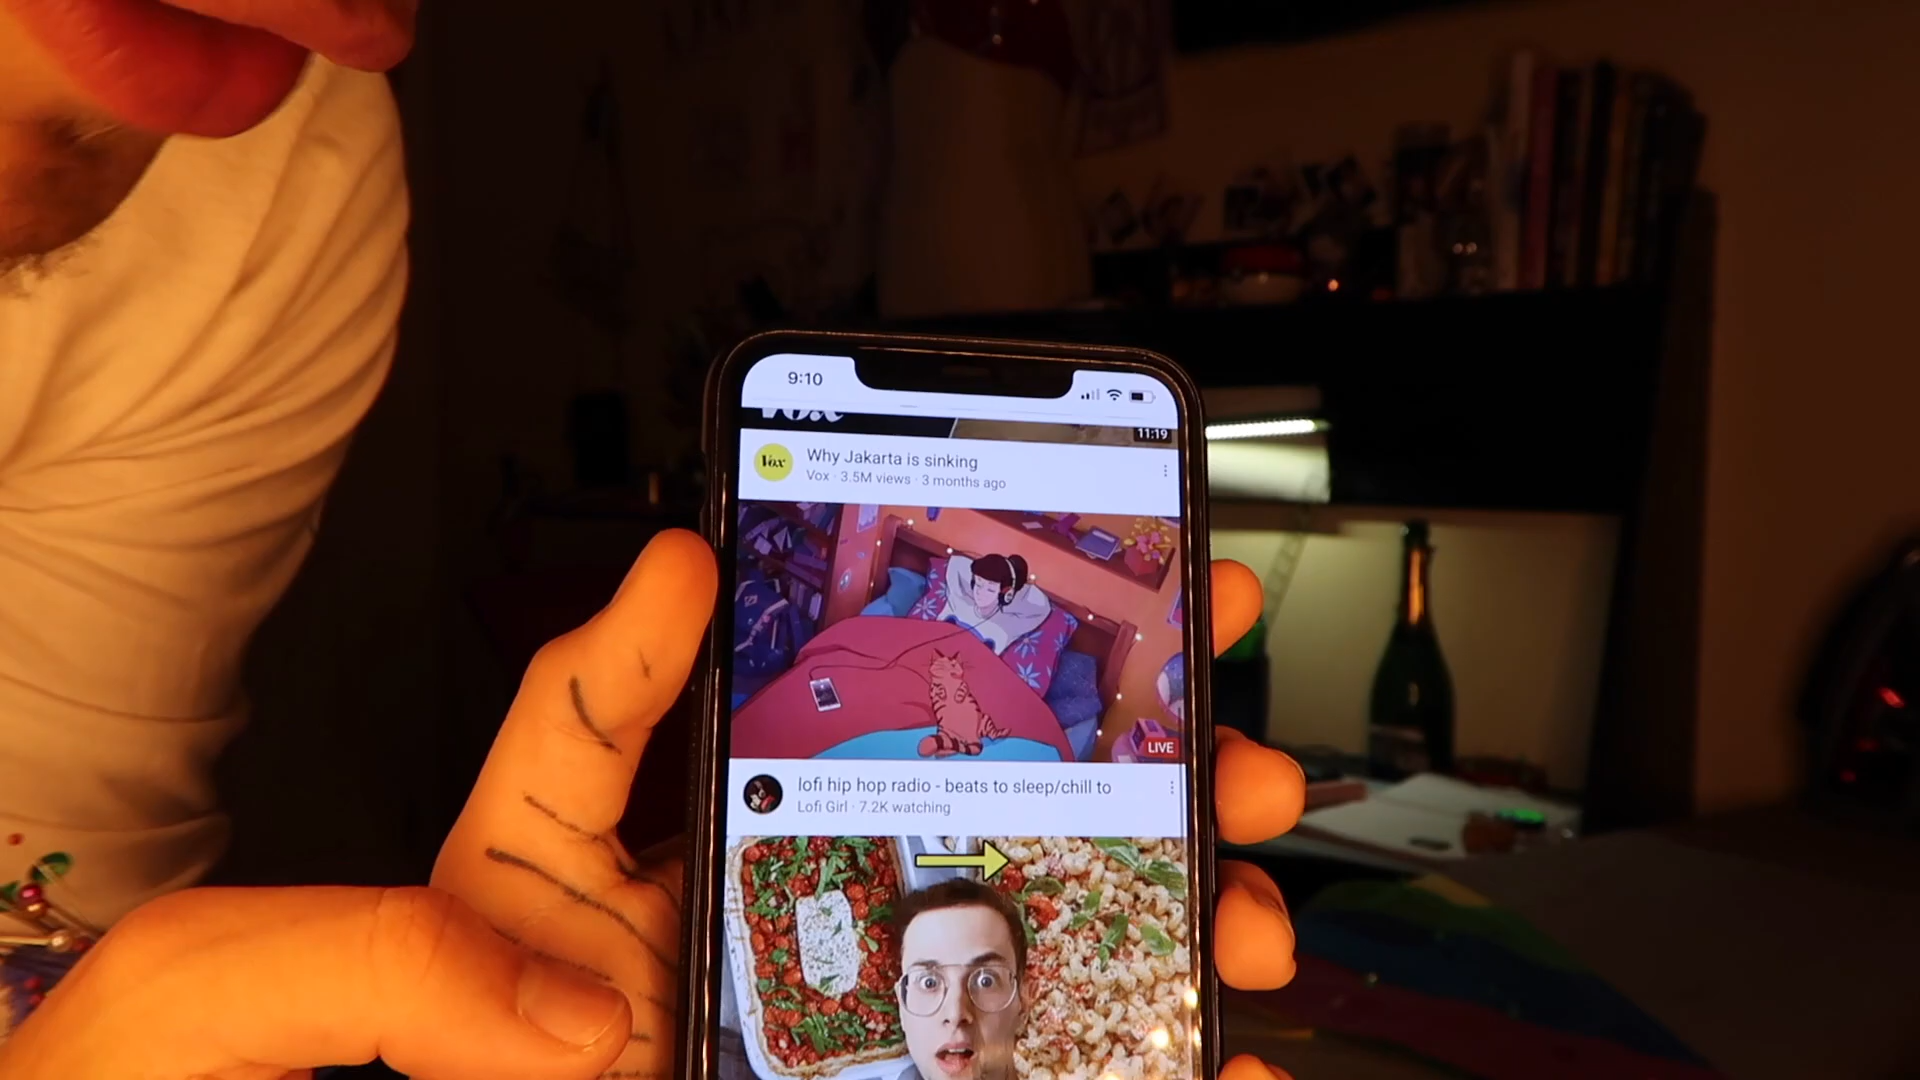 9:10
Vox
11:19
Vox
Why Jakarta is sinking
Vox · 3.5M views · 3 months ago
LIVE
lofi hip hop radio - beats to sleep/chill to
Lofi Girl · 7.2K watching